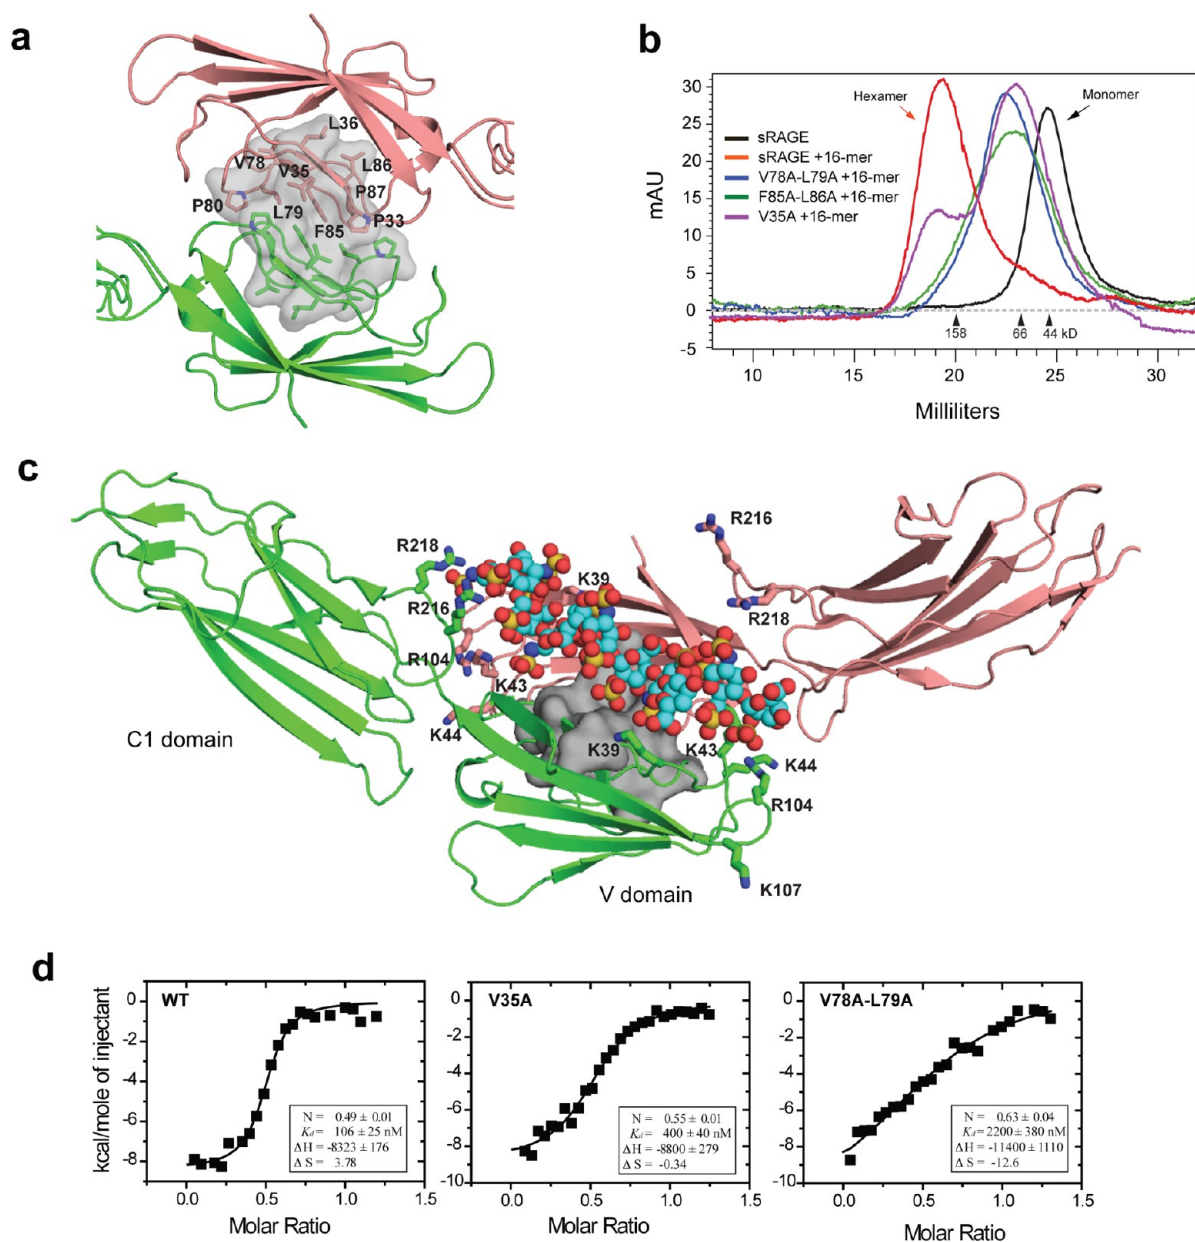 a
L36
V78
V35
L86
P87
P80
L79
P33
F85
b
mAU
30
25
20
15
10
5
0
-5
Hexamer
Monomer
sRAGE
sRAGE +16-mer
V78A-L79A +16-mer
F85A-L86A +16-mer
V35A +16-mer
158
66
44 kD
10
15
20
25
30
Milliliters
c
R216
R218
K39
R216
R218
R104
K43
K44
C1 domain
K39
K43
K44
R104
K107
V domain
d
kcal/mole of injectant
WT
0
-2
-4
-6
-8
-10
N = 0.49 ± 0.01
Kd = 106 ± 25 nM
ΔH = -8323 ± 176
Δ S = 3.78
0.0 0.5 1.0 1.5
Molar Ratio
V35A
0
-2
-4
-6
-8
-10
N = 0.55 ± 0.01
Kd = 400 ± 40 nM
ΔH = -8800 ± 279
Δ S = -0.34
0.0 0.5 1.0 1.5
Molar Ratio
V78A-L79A
0
-2
-4
-6
-8
-10
N = 0.63 ± 0.04
Kd = 2200 ± 380 nM
ΔH = -11400 ± 1110
Δ S = -12.6
0.0 0.5 1.0 1.5
Molar Ratio